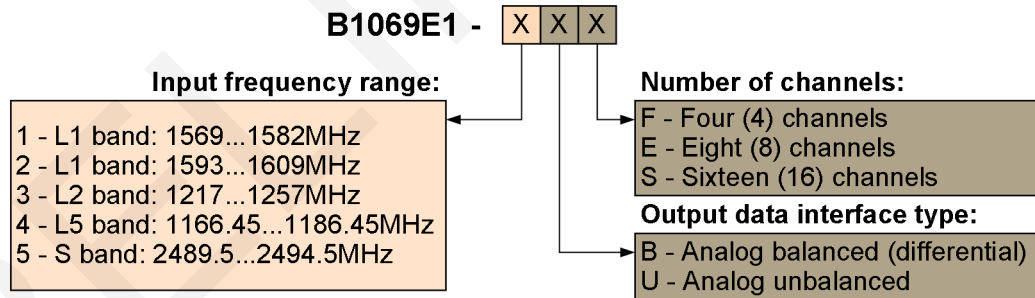 B1069E1 - X X X
Input frequency range:
1 - L1 band: 1569...1582MHz
2 - L1 band: 1593...1609MHz
3 - L2 band: 1217...1257MHz
4 - L5 band: 1166.45...1186.45MHz
5 - S band: 2489.5...2494.5MHz
Number of channels:
F - Four (4) channels
E - Eight (8) channels
S - Sixteen (16) channels
Output data interface type:
B - Analog balanced (differential)
U - Analog unbalanced